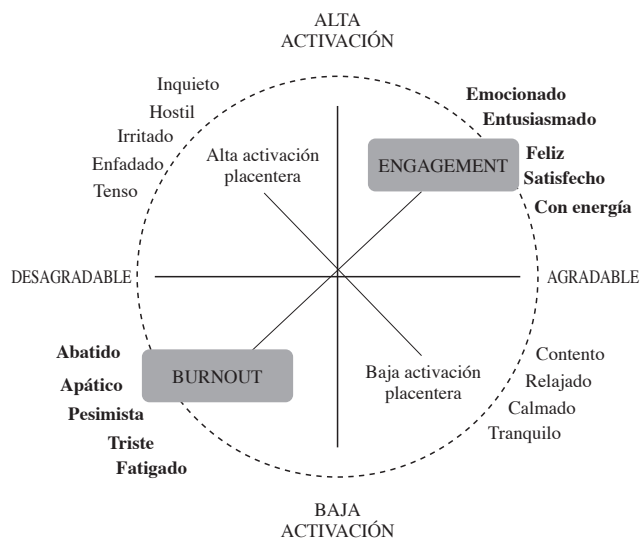 ALTA
ACTIVACIÓN
Inquieto
Hostil
Irritado
Enfadado
Tenso
Alta activación
placentera
Emocionado
Entusiasmado
ENGAGEMENT
Feliz
Satisfecho
Con energía
DESAGRADABLE
AGRADABLE
Abatido
Apático
Pesimista
Triste
Fatigado
BURNOUT
Baja activación
placentera
Contento
Relajado
Calmado
Tranquilo
BAJA
ACTIVACIÓN